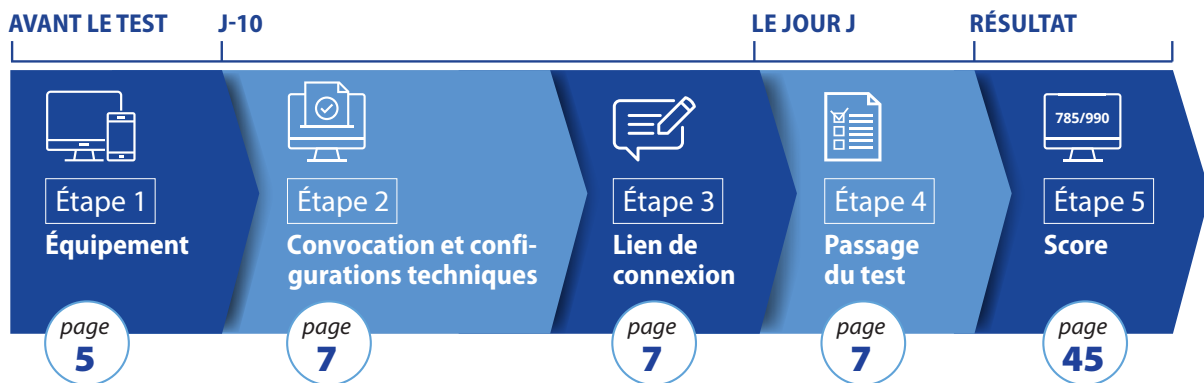 AVANT LE TEST
J-10
LE JOUR J
RÉSULTAT
Étape 1
Équipement
page
5
Étape 2
Convocation et confi-
gurations techniques
page
7
Étape 3
Lien de
connexion
page
7
Étape 4
Passage
du test
page
7
785/990
Étape 5
Score
page
45